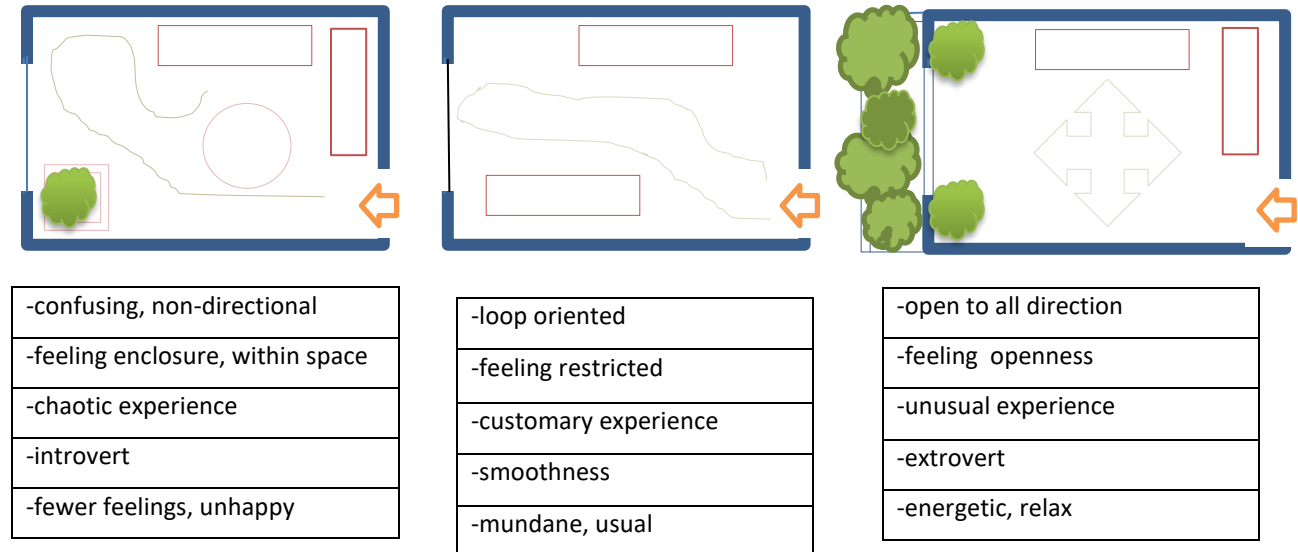 -confusing, non-directional
-feeling enclosure, within space
-chaotic experience
-introvert
-fewer feelings, unhappy
-loop oriented
-feeling restricted
-customary experience
-smoothness
-mundane, usual
-open to all direction
-feeling  openness
-unusual experience
-extrovert
-energetic, relax